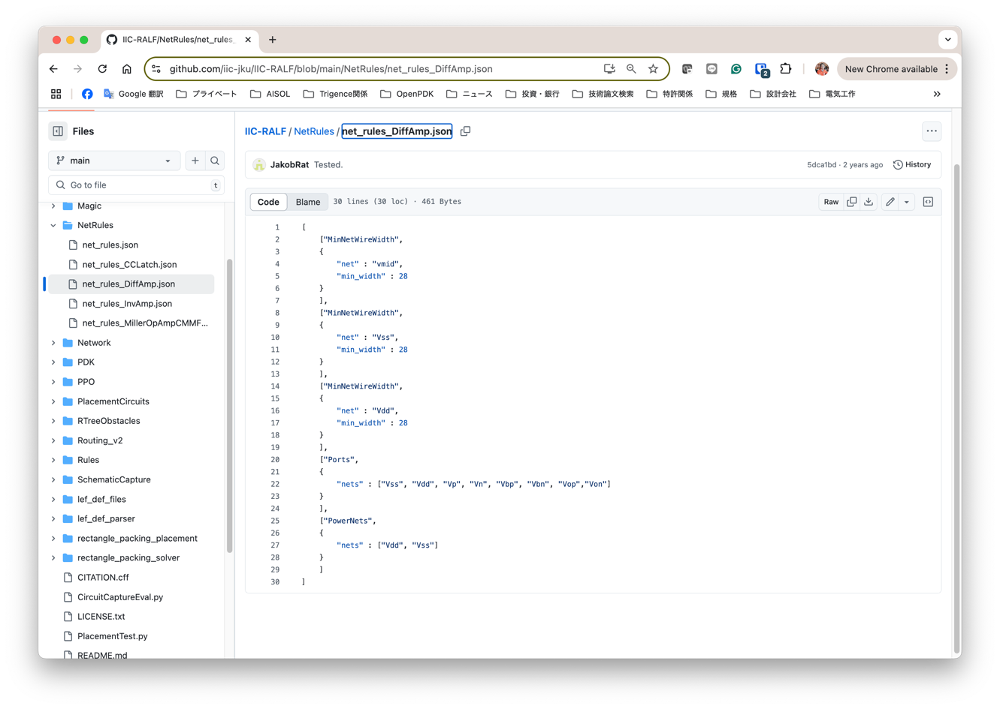 IIC-RALF/NetRules/net_rules_
github.com/iic-jku/IIC-RALF/blob/main/NetRules/net_rules_DiffAmp.json
2
New Chrome available
Google 翻訳
プライベート
AISOL
Trigence関係
OpenPDK
ニュース
投資・銀行
技術論文検索
特許関係
規格
設計会社
電気工作
Files
main
Go to file
t
Magic
NetRules
net_rules.json
net_rules_CCLatch.json
net_rules_DiffAmp.json
net_rules_InvAmp.json
net_rules_MillerOpAmpCMMF...
Network
PDK
PPO
PlacementCircuits
RTreeObstacles
Routing_v2
Rules
SchematicCapture
lef_def_files
lef_def_parser
rectangle_packing_placement
rectangle_packing_solver
CITATION.cff
CircuitCaptureEval.py
LICENSE.txt
PlacementTest.py
README.md
IIC-RALF / NetRules / net_rules_DiffAmp.json
JakobRat Tested.
5dca1bd · 2 years ago
History
Code
Blame
30 lines (30 loc) · 461 Bytes
Raw
1 [
2 ["MinNetWireWidth",
3 {
4 "net" : "vmid",
5 "min_width" : 28
6 }
7 ],
8 ["MinNetWireWidth",
9 {
10 "net" : "Vss",
11 "min_width" : 28
12 }
13 ],
14 ["MinNetWireWidth",
15 {
16 "net" : "Vdd",
17 "min_width" : 28
18 }
19 ],
20 ["Ports",
21 {
22 "nets" : ["Vss", "Vdd", "Vp", "Vn", "Vbp", "Vbn", "Vop","Von"]
23 }
24 ],
25 ["PowerNets",
26 {
27 "nets" : ["Vdd", "Vss"]
28 }
29 ]
30 ]